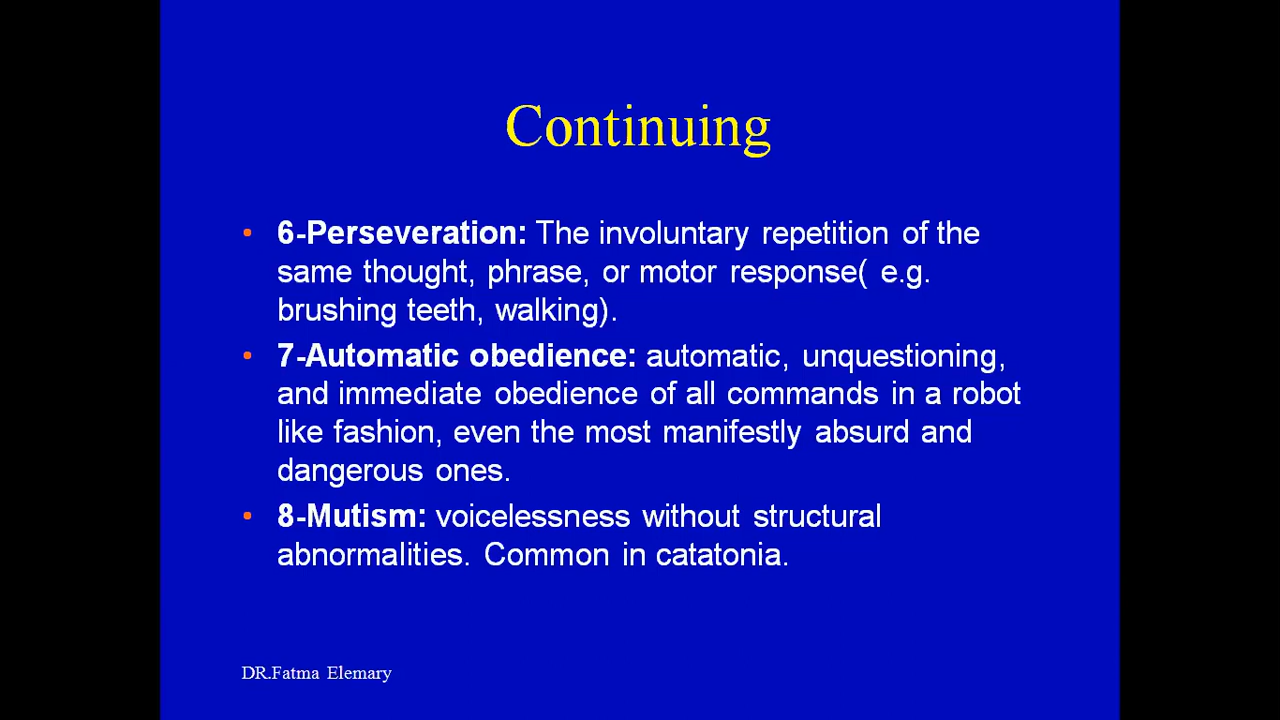 Continuing
• 6-Perseveration: The involuntary repetition of the
same thought, phrase, or motor response( e.g.
brushing teeth, walking).
• 7-Automatic obedience: automatic, unquestioning,
and immediate obedience of all commands in a robot
like fashion, even the most manifestly absurd and
dangerous ones.
• 8-Mutism: voicelessness without structural
abnormalities. Common in catatonia.
DR.Fatma Elemary